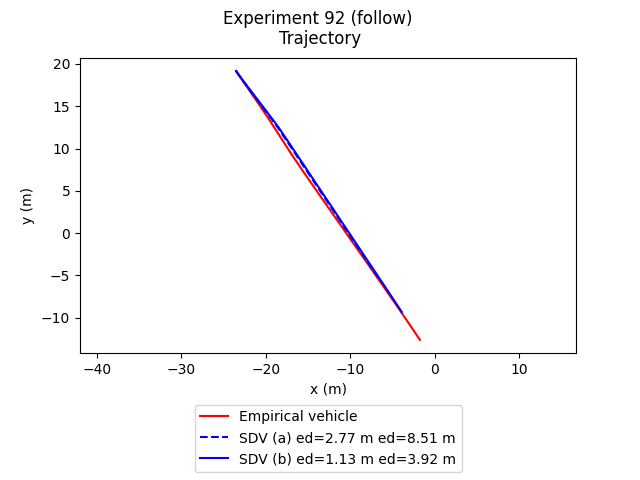 Experiment 92 (follow)
Trajectory
20
15
10
5
0
−5
−10
y (m)
−40
−30
−20
−10
0
10
x (m)
Empirical vehicle
SDV (a) ed=2.77 m ed=8.51 m
SDV (b) ed=1.13 m ed=3.92 m